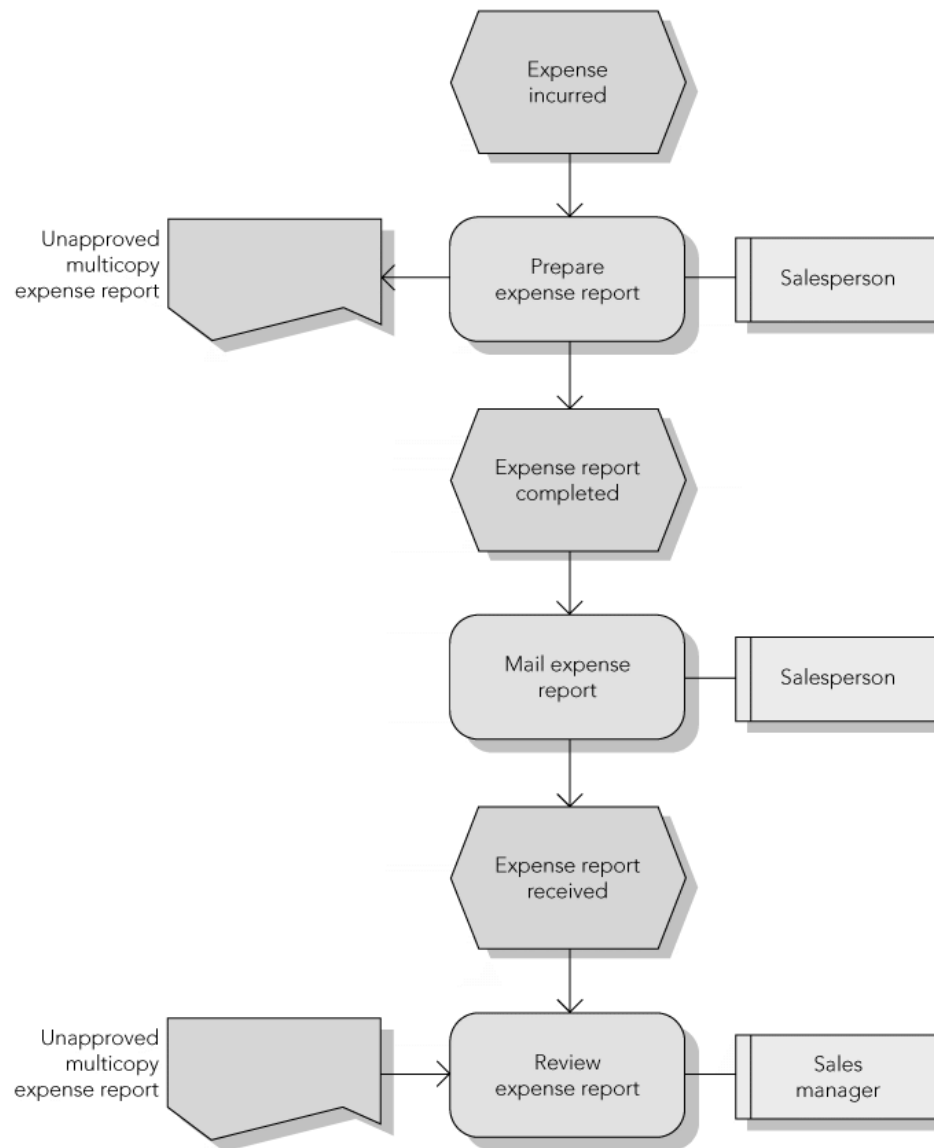 Expense
incurred
Unapproved
multicopy
expense report
Prepare
expense report
Salesperson
Expense report
completed
Mail expense
report
Salesperson
Expense report
received
Unapproved
multicopy
expense report
Review
expense report
Sales
manager